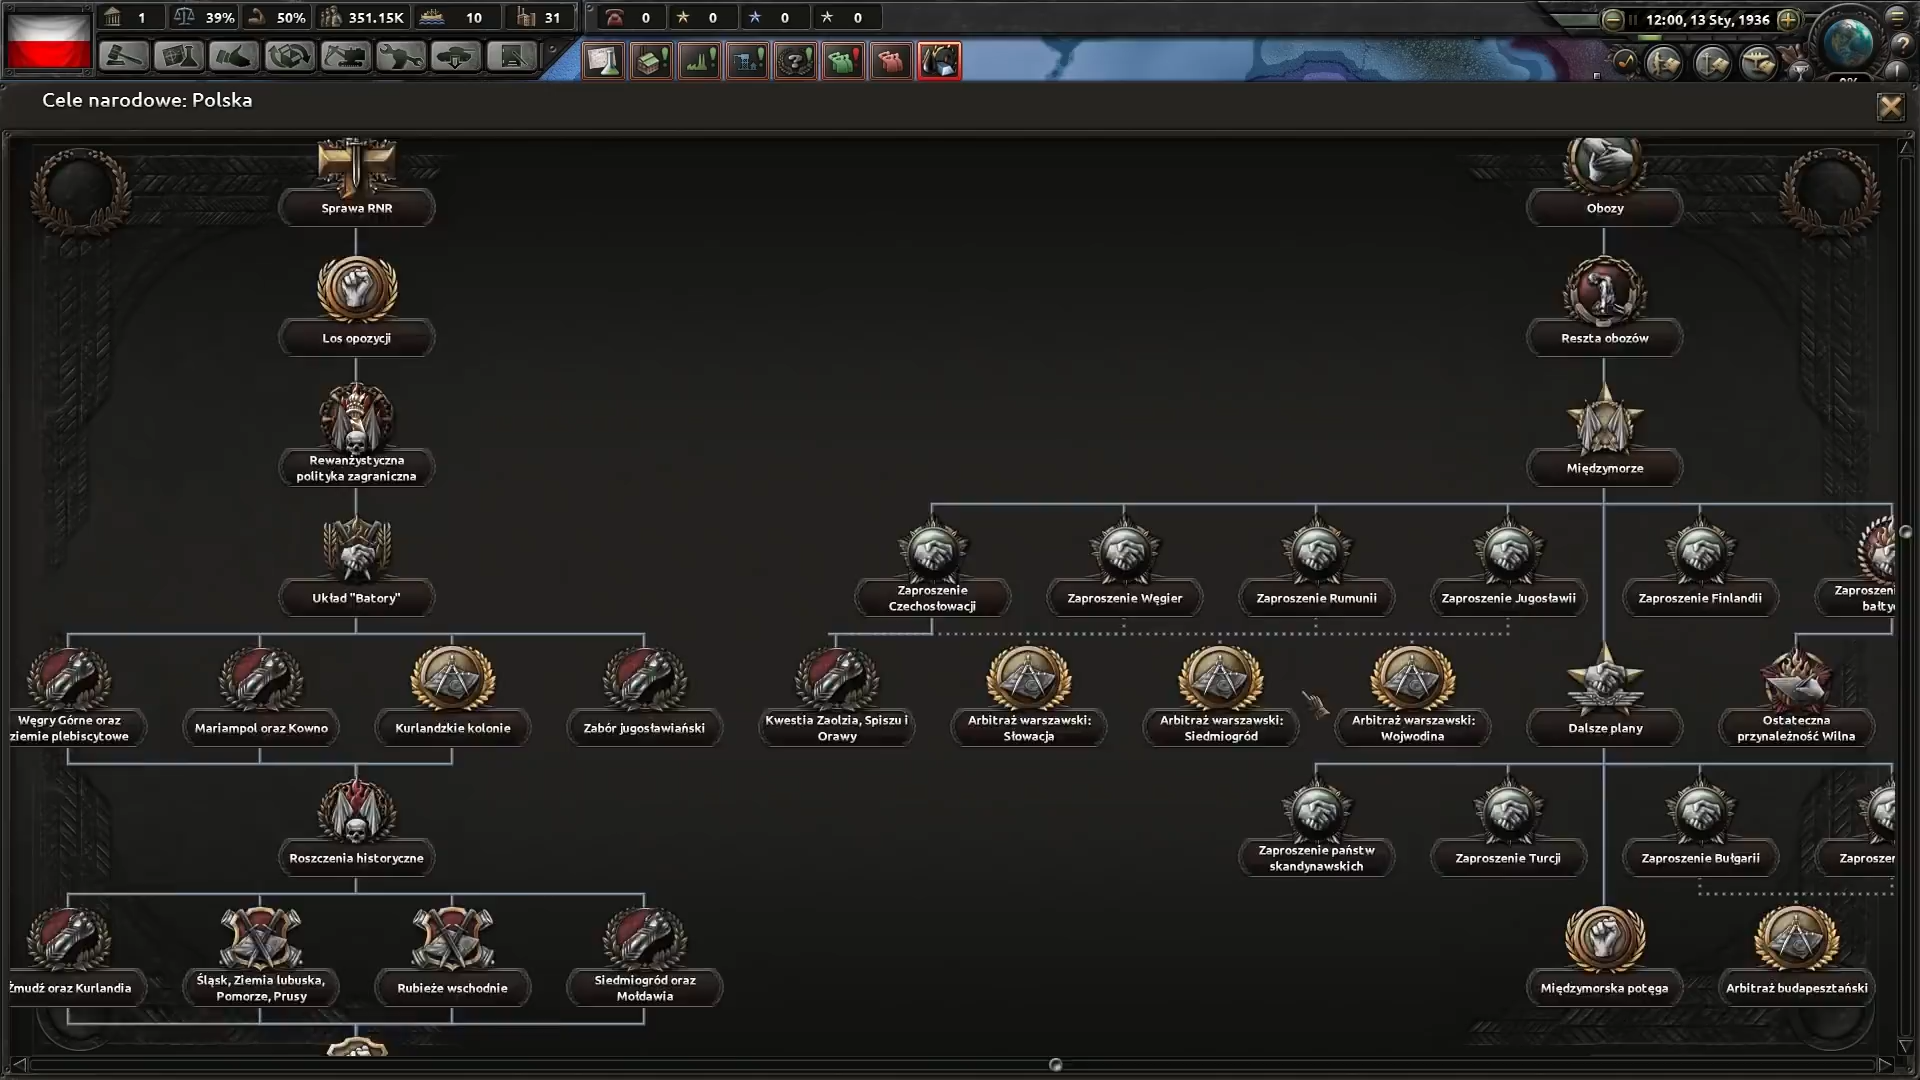 1
39%
50%
351.15K
10
31
0
0
0
0
12:00, 13 Sty, 1936
Cele narodowe: Polska
Sprawa RNR
Obozy
Los opozycji
Reszta obozów
Rewanżystyczna
polityka zagraniczna
Międzymorze
Układ "Batory"
Zaproszenie
Czechosłowacji
Zaproszenie Węgier
Zaproszenie Rumunii
Zaproszenie Jugosławii
Zaproszenie Finlandii
Węgry Górne oraz
ziemie plebiscytowe
Mariampol oraz Kowno
Kurlandzkie kolonie
Zabór jugosławiański
Kwestia Zaolzia, Spiszu i
Orawy
Arbitraż warszawski:
Słowacja
Arbitraż warszawski:
Siedmiogród
Arbitraż warszawski:
Wojwodina
Dalsze plany
Ostateczna
przynależność Wilna
Roszczenia historyczne
Zaproszenie państw
skandynawskich
Zaproszenie Turcji
Zaproszenie Bułgarii
Żmudź oraz Kurlandia
Śląsk, Ziemia lubuska,
Pomorze, Prusy
Rubieże wschodnie
Siedmiogród oraz
Mołdawia
Międzymorska potęga
Arbitraż budapesztański